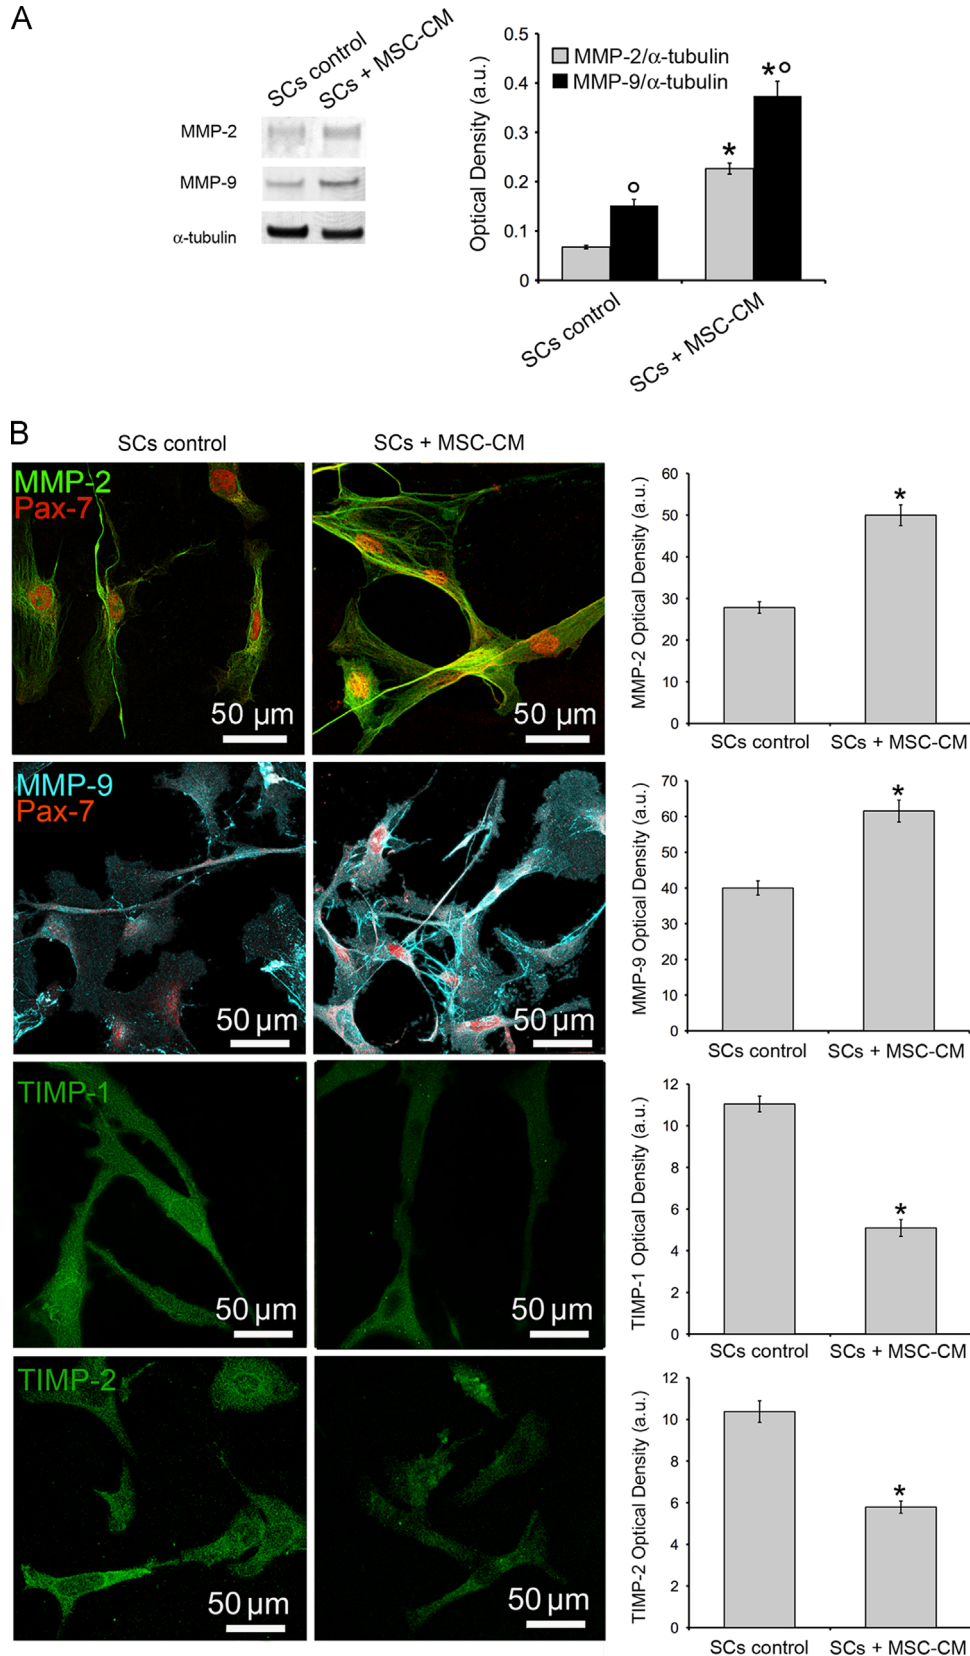 A
SCs control
SCs + MSC-CM
MMP-2
MMP-9
α-tubulin
Optical Density (a.u.)
0.5
0.4
0.3
0.2
0.1
0
MMP-2/α-tubulin
MMP-9/α-tubulin
*
*
SCs control
SCs + MSC-CM
B
SCs control
SCs + MSC-CM
MMP-2
Pax-7
50 µm
50 µm
MMP-2 Optical Density (a.u.)
60
50
40
30
20
10
0
*
SCs control
SCs + MSC-CM
MMP-9
Pax-7
50 µm
50 µm
MMP-9 Optical Density (a.u.)
70
60
50
40
30
20
10
0
*
SCs control
SCs + MSC-CM
TIMP-1
50 µm
50 µm
TIMP-1 Optical Density (a.u.)
12
10
8
6
4
2
0
*
SCs control
SCs + MSC-CM
TIMP-2
50 µm
50 µm
TIMP-2 Optical Density (a.u.)
12
10
8
6
4
2
0
*
SCs control
SCs + MSC-CM